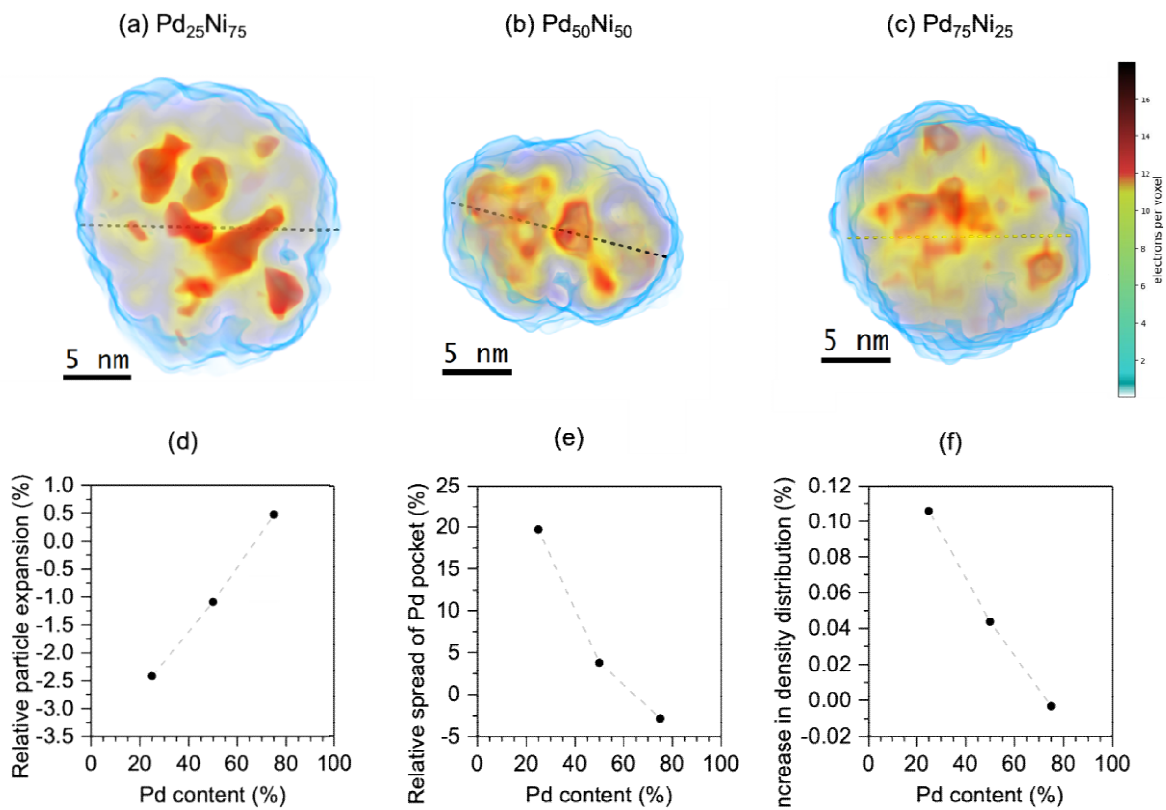 (a) Pd₂₅Ni₇₅
(b) Pd₅₀Ni₅₀
(c) Pd₇₅Ni₂₅
16
14
12
10
8
6
4
2
electrons per voxel
5 nm
5 nm
5 nm
(d)
Relative particle expansion (%)
1.0
0.5
0.0
-0.5
-1.0
-1.5
-2.0
-2.5
-3.0
-3.5
0 20 40 60 80 100
Pd content (%)
(e)
Relative spread of Pd pocket (%)
25
20
15
10
5
0
-5
0 20 40 60 80 100
Pd content (%)
(f)
ncrease in density distribution (%)
0.12
0.10
0.08
0.06
0.04
0.02
0.00
-0.02
0 20 40 60 80 100
Pd content (%)